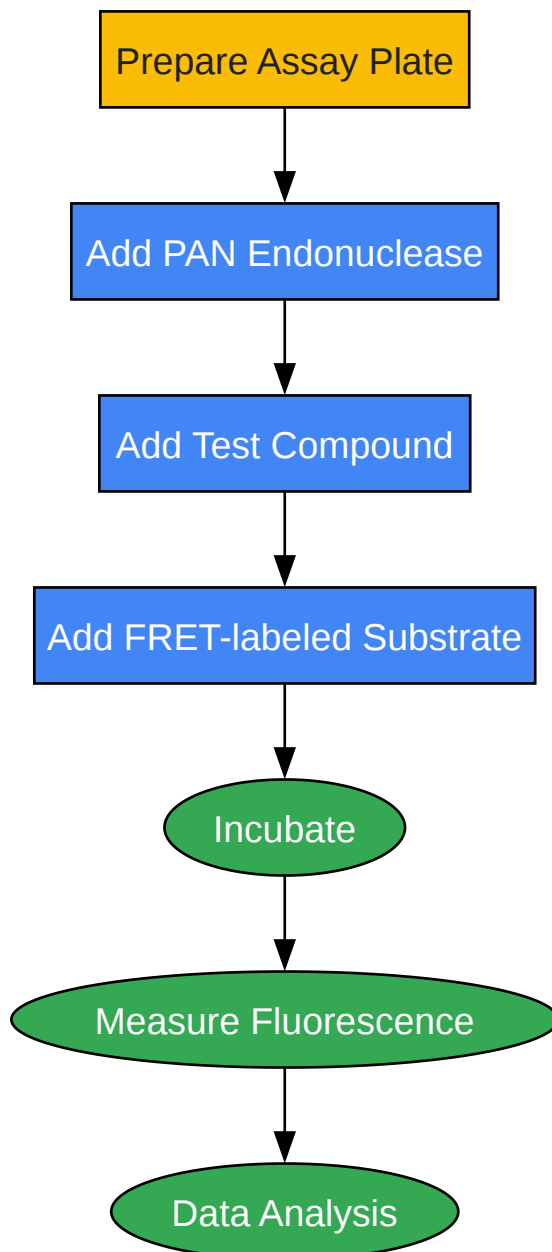 Prepare Assay Plate
Add PAN Endonuclease
Add Test Compound
Add FRET-labeled Substrate
Incubate
Measure Fluorescence
Data Analysis